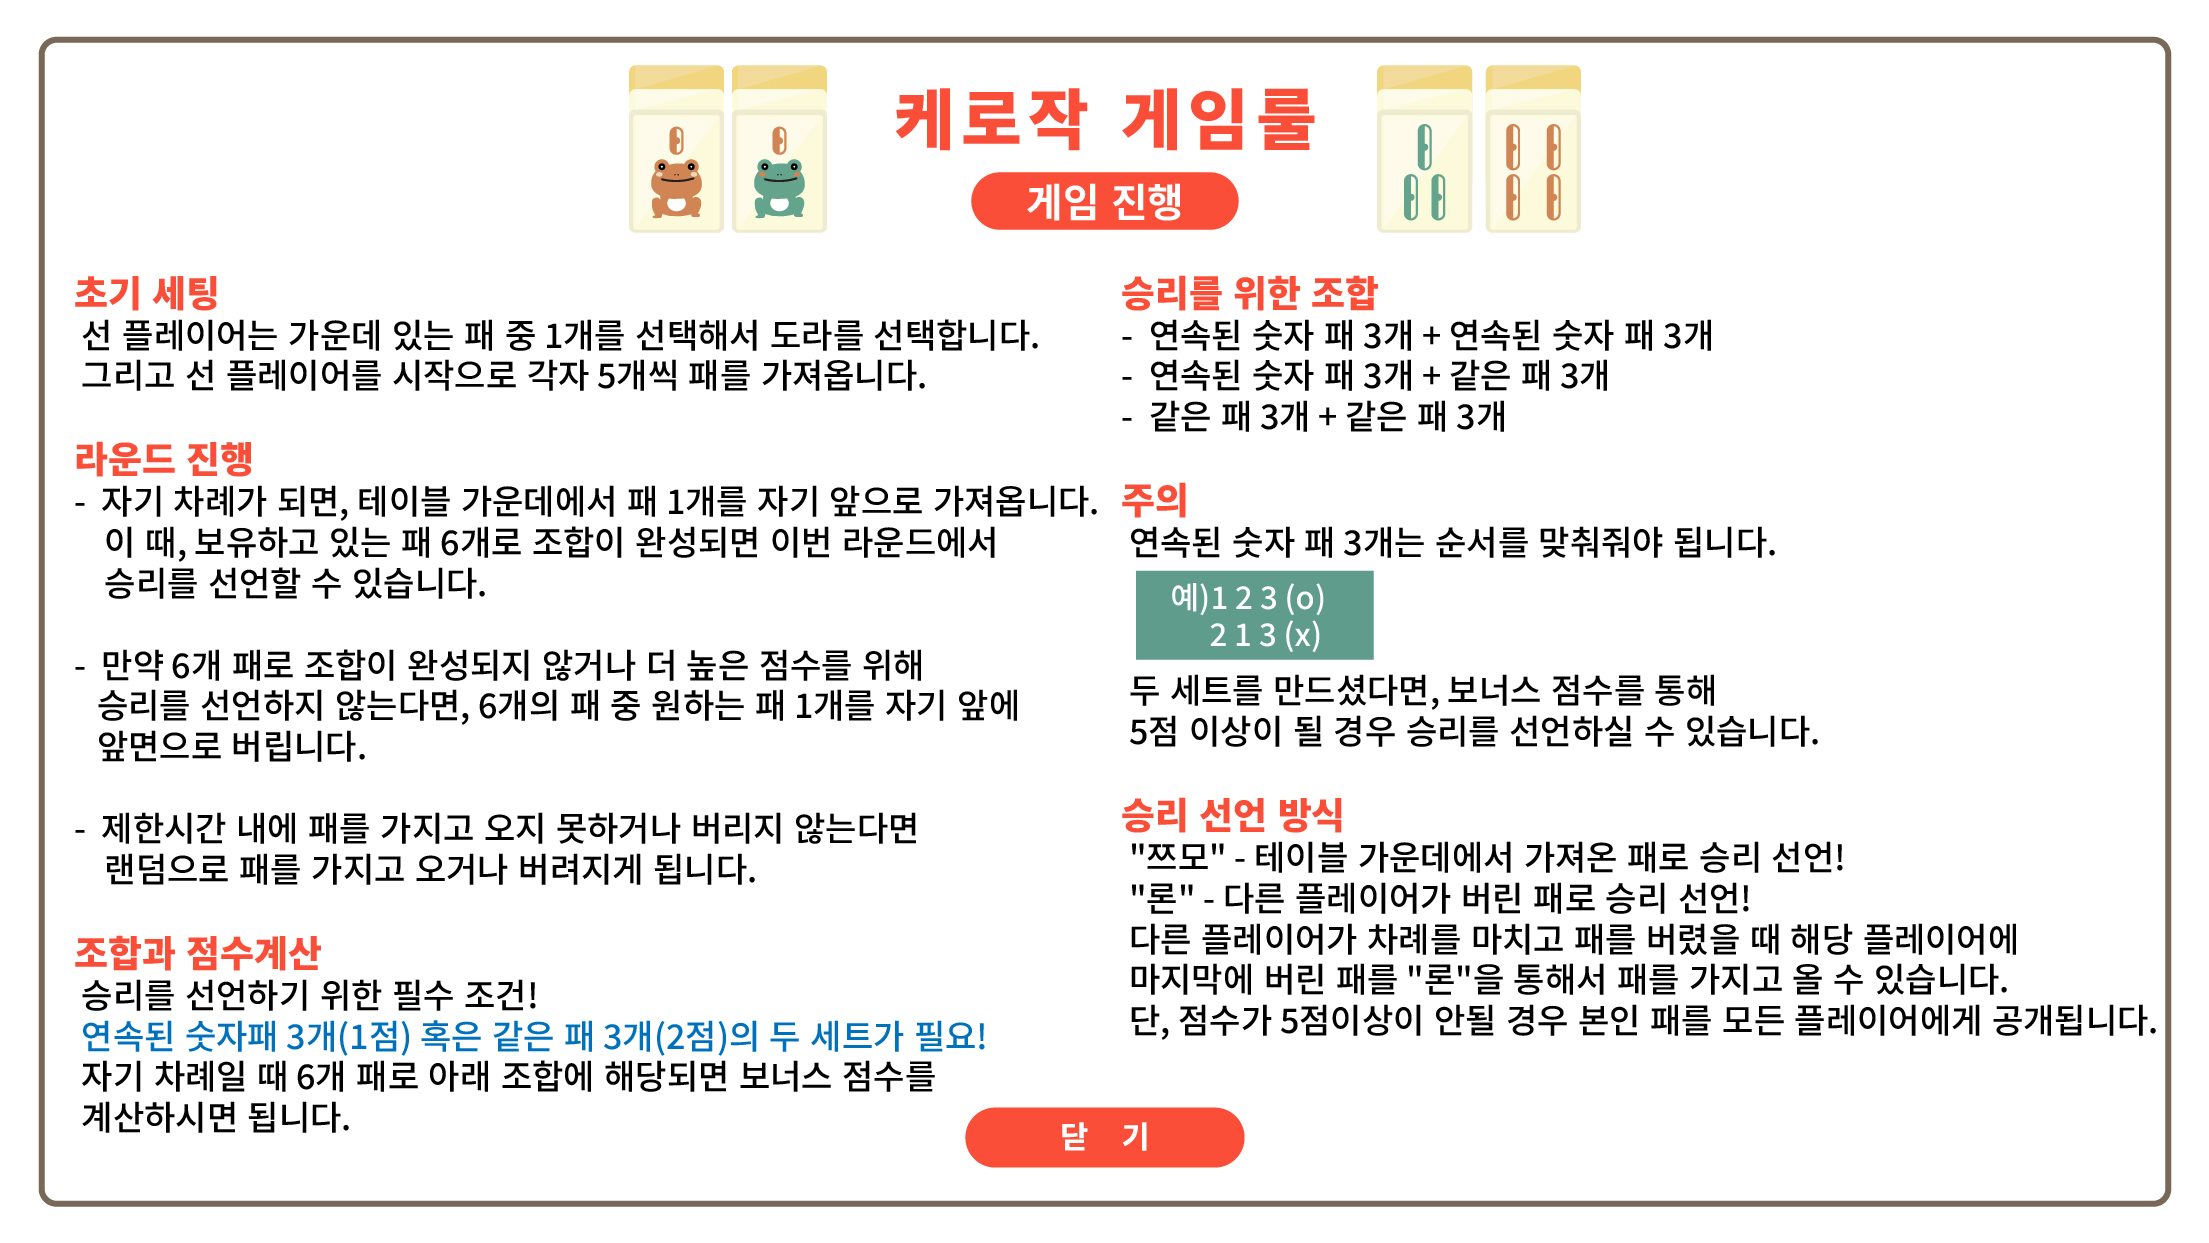 케로작 게임룰
게임 진행
초기 세팅
선 플레이어는 가운데 있는 패 중 1개를 선택해서 도라를 선택합니다.
그리고 선 플레이어를 시작으로 각자 5개씩 패를 가져옵니다.
라운드 진행
- 자기 차례가 되면, 테이블 가운데에서 패 1개를 자기 앞으로 가져옵니다.
이 때, 보유하고 있는 패 6개로 조합이 완성되면 이번 라운드에서
승리를 선언할 수 있습니다.
- 만약 6개 패로 조합이 완성되지 않거나 더 높은 점수를 위해
승리를 선언하지 않는다면, 6개의 패 중 원하는 패 1개를 자기 앞에
앞면으로 버립니다.
- 제한시간 내에 패를 가지고 오지 못하거나 버리지 않는다면
랜덤으로 패를 가지고 오거나 버려지게 됩니다.
조합과 점수계산
승리를 선언하기 위한 필수 조건!
연속된 숫자패 3개(1점) 혹은 같은 패 3개(2점)의 두 세트가 필요!
자기 차례일 때 6개 패로 아래 조합에 해당되면 보너스 점수를
계산하시면 됩니다.
승리를 위한 조합
- 연속된 숫자 패 3개 + 연속된 숫자 패 3개
- 연속된 숫자 패 3개 + 같은 패 3개
- 같은 패 3개 + 같은 패 3개
주의
연속된 숫자 패 3개는 순서를 맞춰줘야 됩니다.
예)1 2 3 (o)
2 1 3 (x)
두 세트를 만드셨다면, 보너스 점수를 통해
5점 이상이 될 경우 승리를 선언하실 수 있습니다.
승리 선언 방식
"쯔모" - 테이블 가운데에서 가져온 패로 승리 선언!
"론" - 다른 플레이어가 버린 패로 승리 선언!
다른 플레이어가 차례를 마치고 패를 버렸을 때 해당 플레이어에
마지막에 버린 패를 "론"을 통해서 패를 가지고 올 수 있습니다.
단, 점수가 5점이상이 안될 경우 본인 패를 모든 플레이어에게 공개됩니다.
닫 기